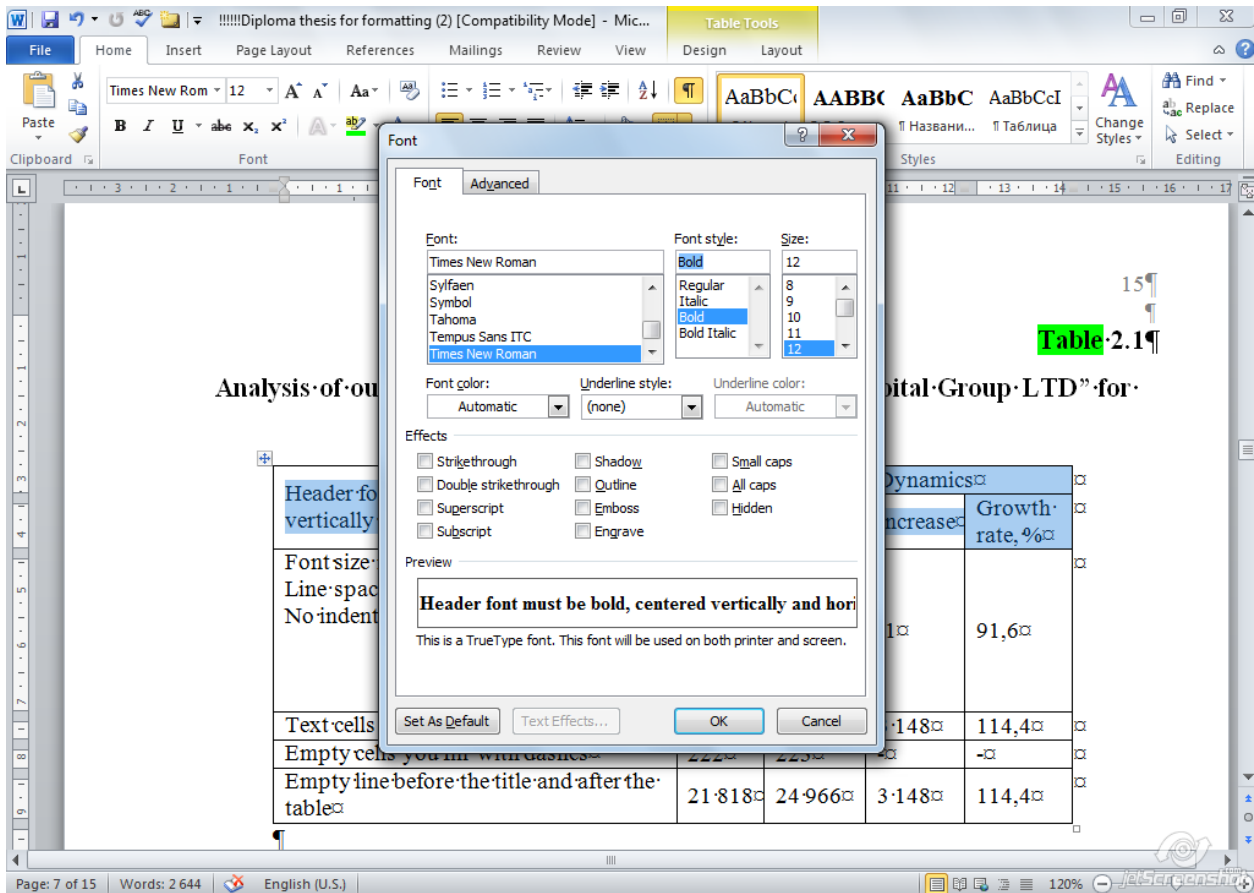 !!!!!!Diploma thesis for formatting (2) [Compatibility Mode] - Mic...
Table Tools
File Home Insert Page Layout References Mailings Review View Design Layout
Times New Rom 12
Paste
Clipboard
Font
AaBbC AABB AaBbC AaBbCcI
¶ Названи... ¶ Таблица
Change Styles
Styles
Find
Replace
Select
Editing
Font
Font Advanced
Font: Font style: Size:
Times New Roman Bold 12
Sylfaen Regular 8
Symbol Italic 9
Tahoma Bold 10
Tempus Sans ITC Bold Italic 11
Times New Roman 12
Font color: Underline style: Underline color:
Automatic (none) Automatic
Effects
Strikethrough Shadow Small caps
Double strikethrough Outline All caps
Superscript Emboss Hidden
Subscript Engrave
Preview
Header font must be bold, centered vertically and hori
This is a TrueType font. This font will be used on both printer and screen.
Set As Default Text Effects... OK Cancel
15¶
¶
Table·2.1¶
Analysis·of·ou pital·Group·LTD”·for·
Header·fo Dynamics¤
vertically ncrease¤ Growth·
rate,·%¤
Font·size·
Line·spac
No·indent
1¤ 91,6¤
Text·cells ·148¤ 114,4¤
Empty·cells·you·fill·with·dashes¤ 222¤ 223¤ -¤ -¤
Empty·line·before·the·title·and·after·the·
table¤ 21·818¤ 24·966¤ 3·148¤ 114,4¤
¶
Page: 7 of 15 Words: 2 644 English (U.S.) 120%
jetScreenshot